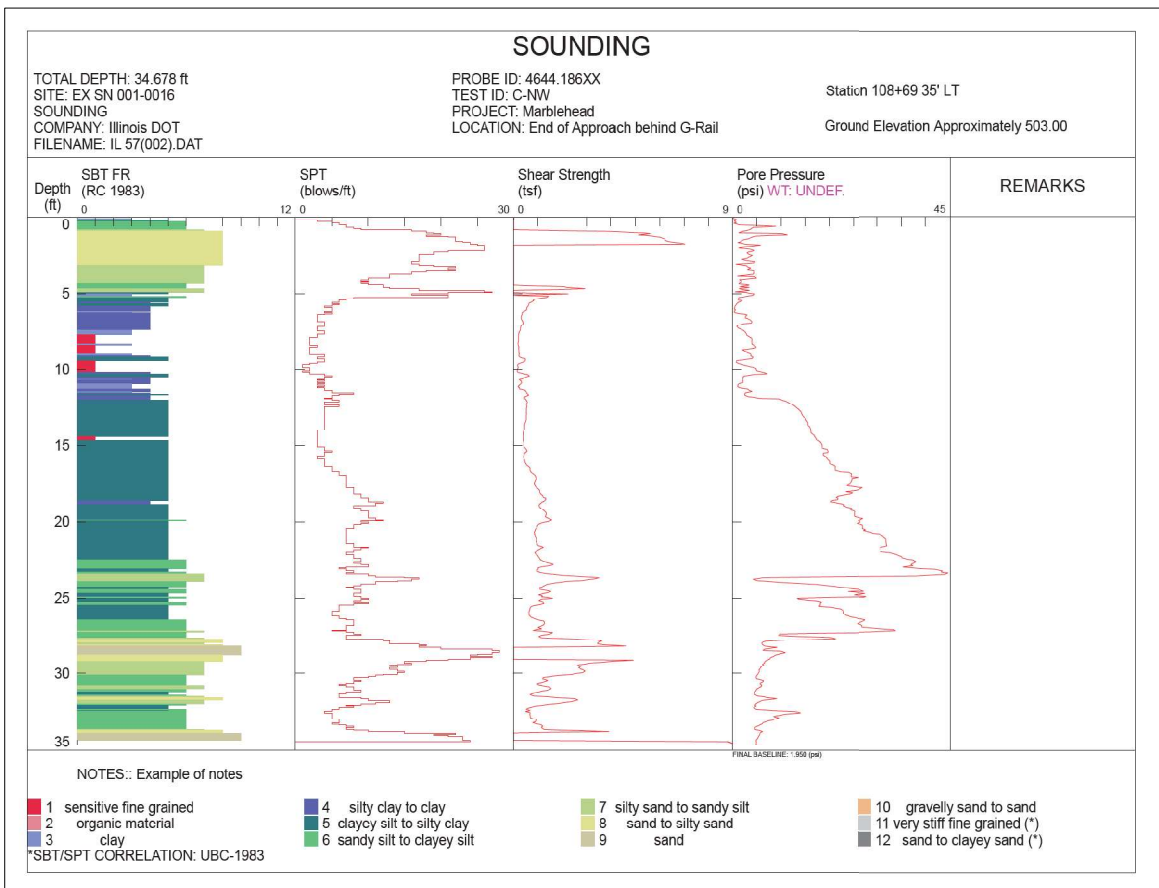 SOUNDING
TOTAL DEPTH: 34.678 ft
SITE: EX SN 001-0016
SOUNDING
COMPANY: Illinois DOT
FILENAME: IL 57(002).DAT
PROBE ID: 4644.186XX
TEST ID: C-NW
PROJECT: Marblehead
LOCATION: End of Approach behind G-Rail
Station 108+69 35' LT
Ground Elevation Approximately 503.00
Depth
(ft)
SBT FR
(RC 1983)
0 12
SPT
(blows/ft)
0 30
Shear Strength
(tsf)
0 9
Pore Pressure
(psi) WT: UNDEF.
0 45
REMARKS
0
5
10
15
20
25
30
35
FINAL BASELINE: 1.950 (psi)
NOTES:: Example of notes
1 sensitive fine grained
2 organic material
3 clay
4 silty clay to clay
5 clayey silt to silty clay
6 sandy silt to clayey silt
7 silty sand to sandy silt
8 sand to silty sand
9 sand
10 gravelly sand to sand
11 very stiff fine grained (*)
12 sand to clayey sand (*)
*SBT/SPT CORRELATION: UBC-1983